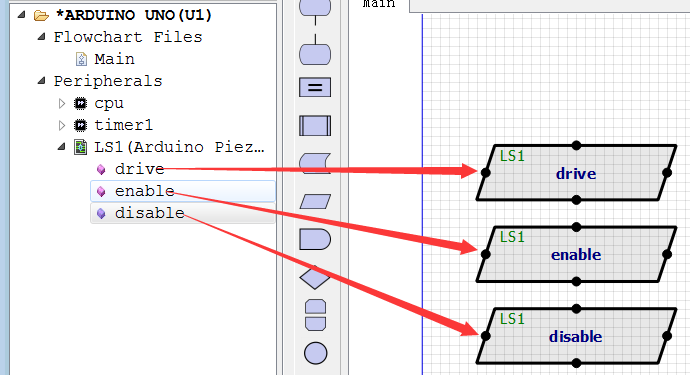 *ARDUINO UNO(U1)
Flowchart Files
Main
Peripherals
cpu
timer1
LS1(Arduino Piez…
drive
enable
disable
main
LS1
drive
LS1
enable
LS1
disable